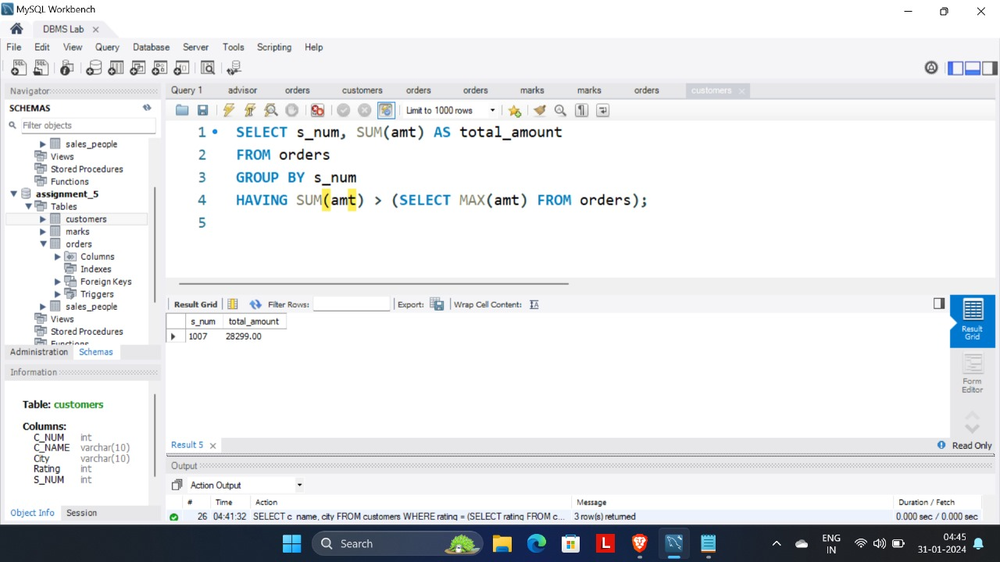 MySQL Workbench
DBMS Lab
File Edit View Query Database Server Tools Scripting Help
Navigator
SCHEMAS
Filter objects
sales_people
Views
Stored Procedures
Functions
assignment_5
Tables
customers
marks
orders
Columns
Indexes
Foreign Keys
Triggers
sales_people
Views
Stored Procedures
Functions
Administration Schemas
Information
Table: customers
Columns:
C_NUM int
C_NAME varchar(10)
City varchar(10)
Rating int
S_NUM int
Object Info Session
Query 1 advisor orders customers orders orders marks marks orders customers
Limit to 1000 rows
1 SELECT s_num, SUM(amt) AS total_amount
2 FROM orders
3 GROUP BY s_num
4 HAVING SUM(amt) > (SELECT MAX(amt) FROM orders);
5
Result Grid Filter Rows: Export: Wrap Cell Content:
s_num total_amount
1007 28299.00
Result Grid
Form Editor
Result 5
Read Only
Output
Action Output
# Time Action Message Duration / Fetch
26 04:41:32 SELECT c_name, city FROM customers WHERE rating = (SELECT rating FROM c... 3 row(s) returned 0.000 sec / 0.000 sec
Search
L
ENG
IN
04:45
31-01-2024